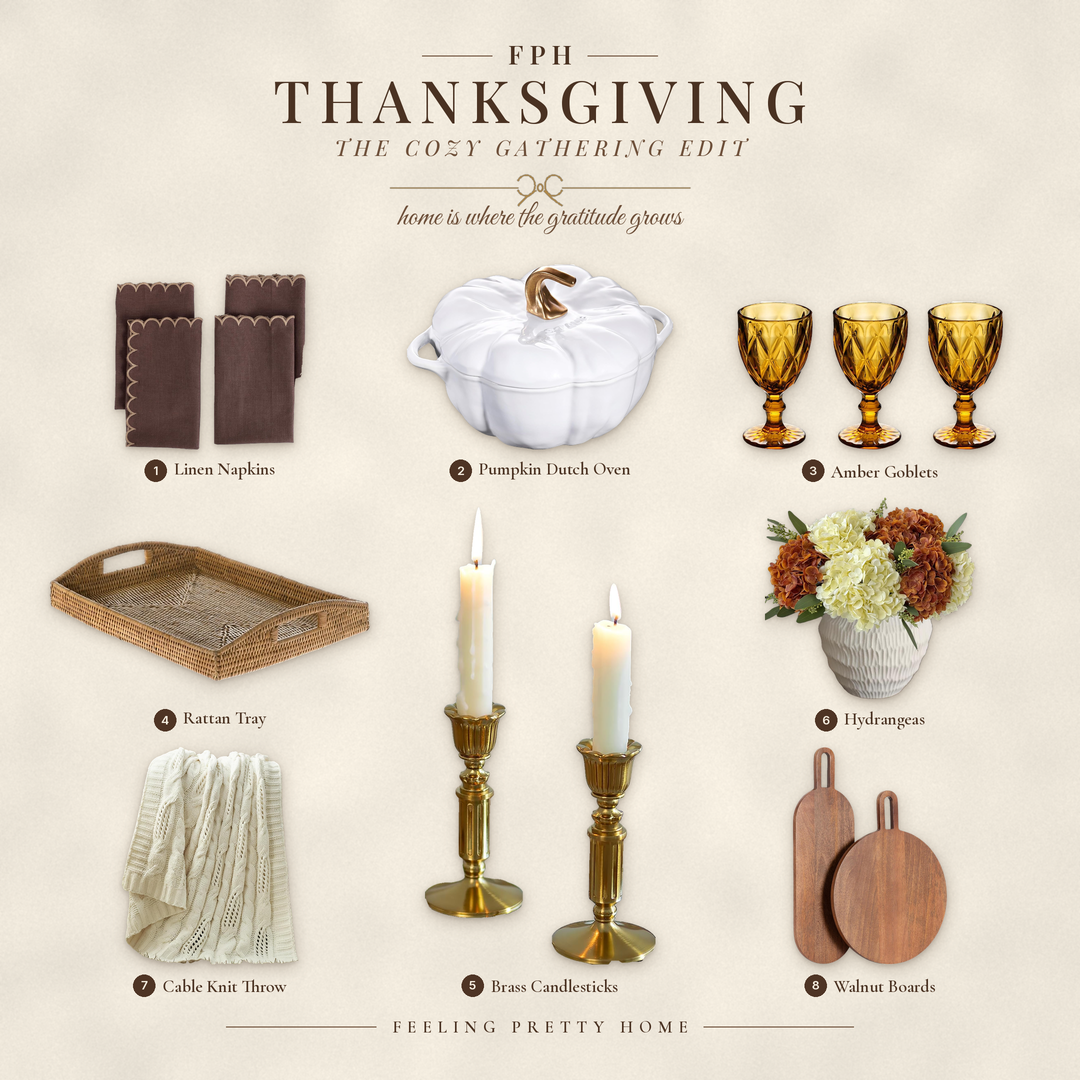 FPH
THANKSGIVING
THE COZY GATHERING EDIT
home is where the gratitude grows
1 Linen Napkins
2 Pumpkin Dutch Oven
3 Amber Goblets
4 Rattan Tray
6 Hydrangeas
7 Cable Knit Throw
5 Brass Candlesticks
8 Walnut Boards
FEELING PRETTY HOME